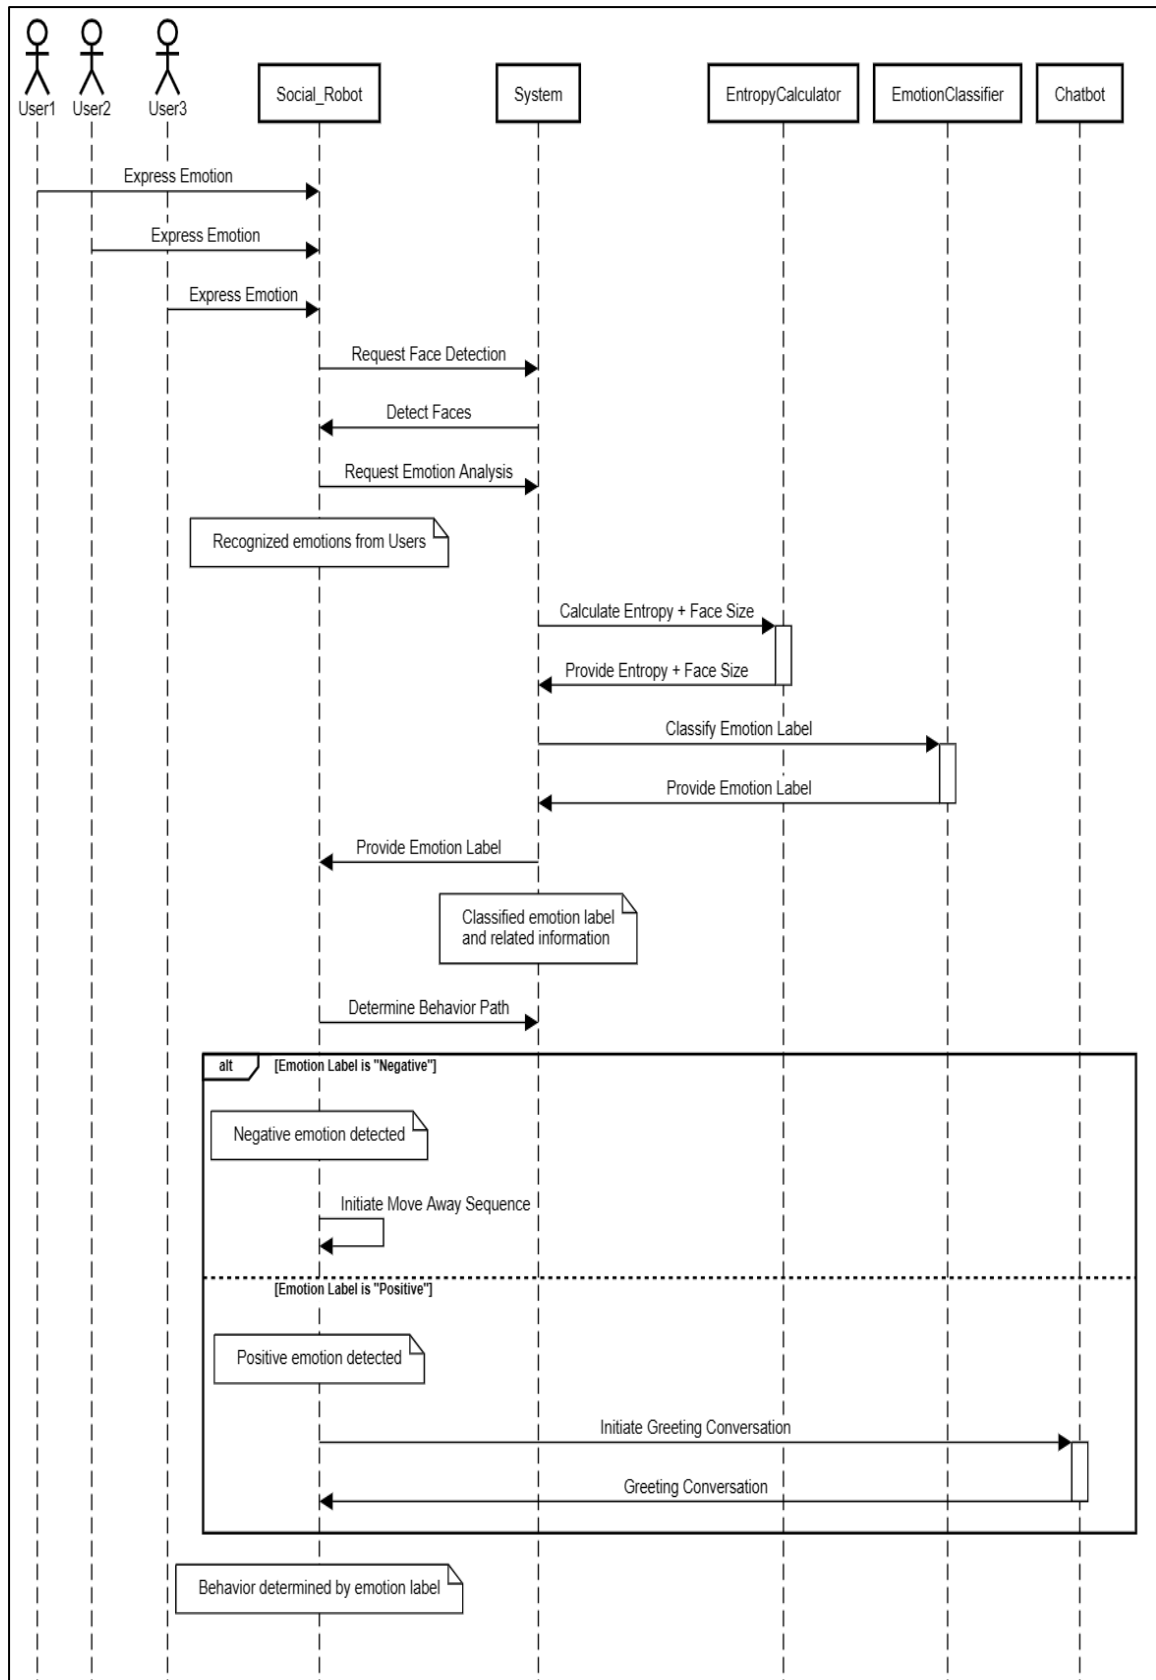 User1
User2
User3
Social_Robot
System
EntropyCalculator
EmotionClassifier
Chatbot
Express Emotion
Express Emotion
Express Emotion
Request Face Detection
Detect Faces
Request Emotion Analysis
Recognized emotions from Users
Calculate Entropy + Face Size
Provide Entropy + Face Size
Classify Emotion Label
Provide Emotion Label
Provide Emotion Label
Classified emotion label
and related information
Determine Behavior Path
alt
[Emotion Label is "Negative"]
Negative emotion detected
Initiate Move Away Sequence
[Emotion Label is "Positive"]
Positive emotion detected
Initiate Greeting Conversation
Greeting Conversation
Behavior determined by emotion label